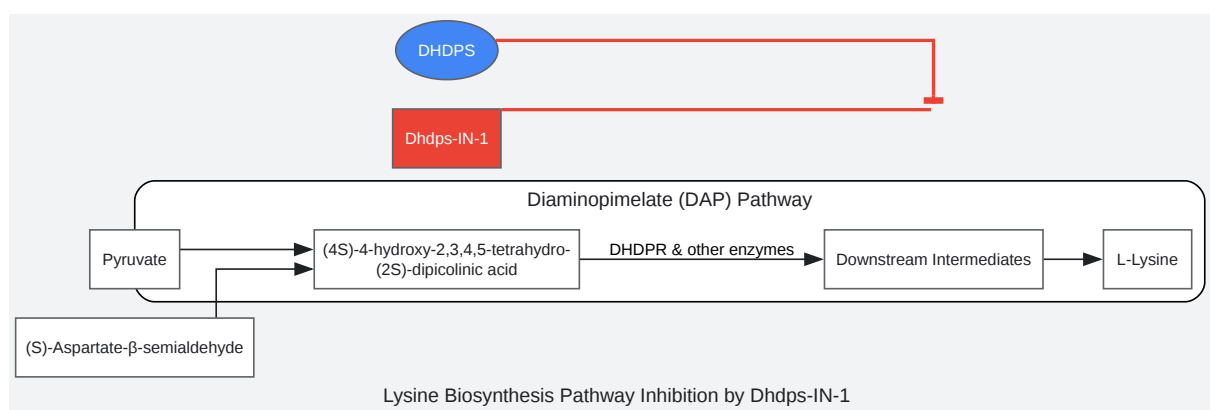 DHDPS
Dhdps-IN-1
Diaminopimelate (DAP) Pathway
Pyruvate
(4S)-4-hydroxy-2,3,4,5-tetrahydro-
(2S)-dipicolinic acid
DHDPR & other enzymes
Downstream Intermediates
L-Lysine
(S)-Aspartate-β-semialdehyde
Lysine Biosynthesis Pathway Inhibition by Dhdps-IN-1